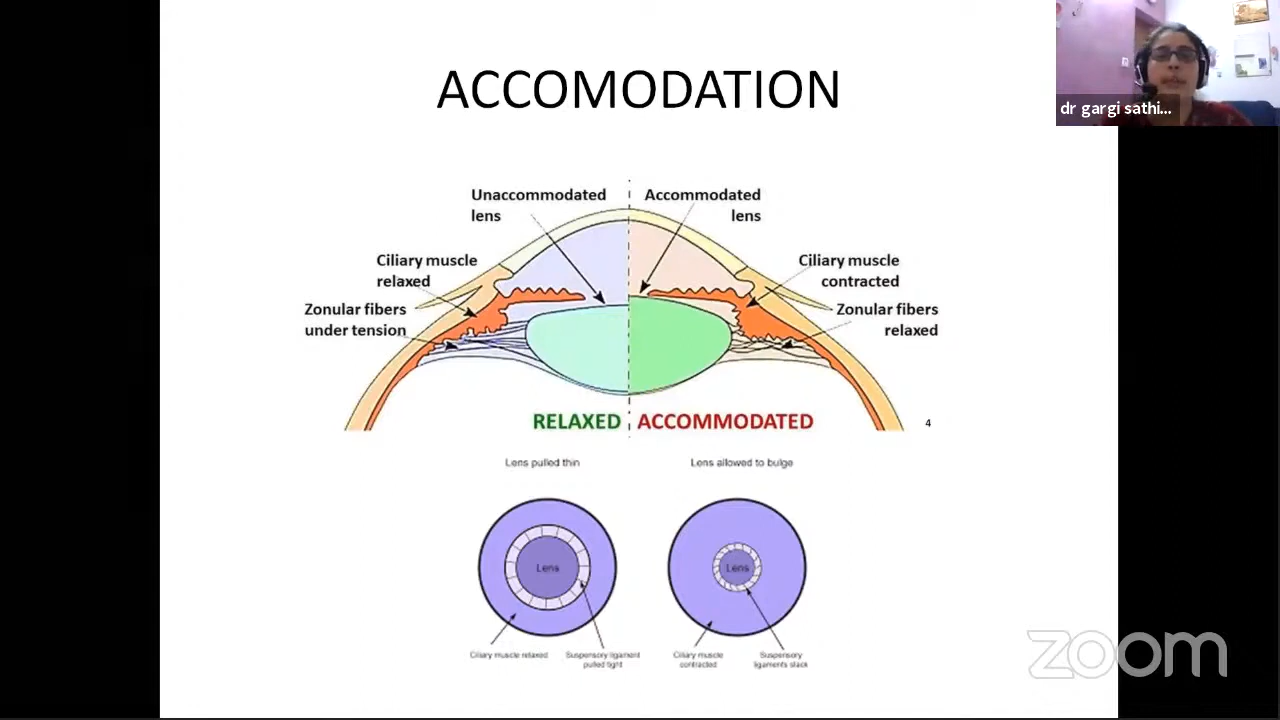 ACCOMODATION
dr gargi sathi...
Unaccommodated
lens
Accommodated
lens
Ciliary muscle
relaxed
Ciliary muscle
contracted
Zonular fibers
under tension
Zonular fibers
relaxed
RELAXED
ACCOMMODATED
4
Lens pulled thin
Lens allowed to bulge
Lens
Lens
Ciliary muscle relaxed
Suspensory ligament
pulled tight
Ciliary muscle
contracted
Suspensory
ligaments slack
zoom